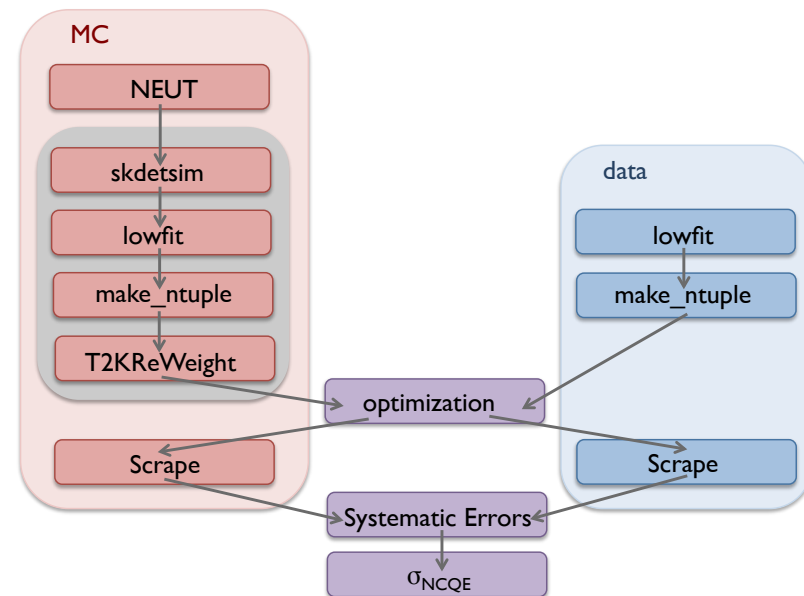 MC
NEUT
skdetsim
lowfit
make_ntuple
T2KReWeight
Scrape
data
lowfit
make_ntuple
Scrape
optimization
Systematic Errors
σNCQE